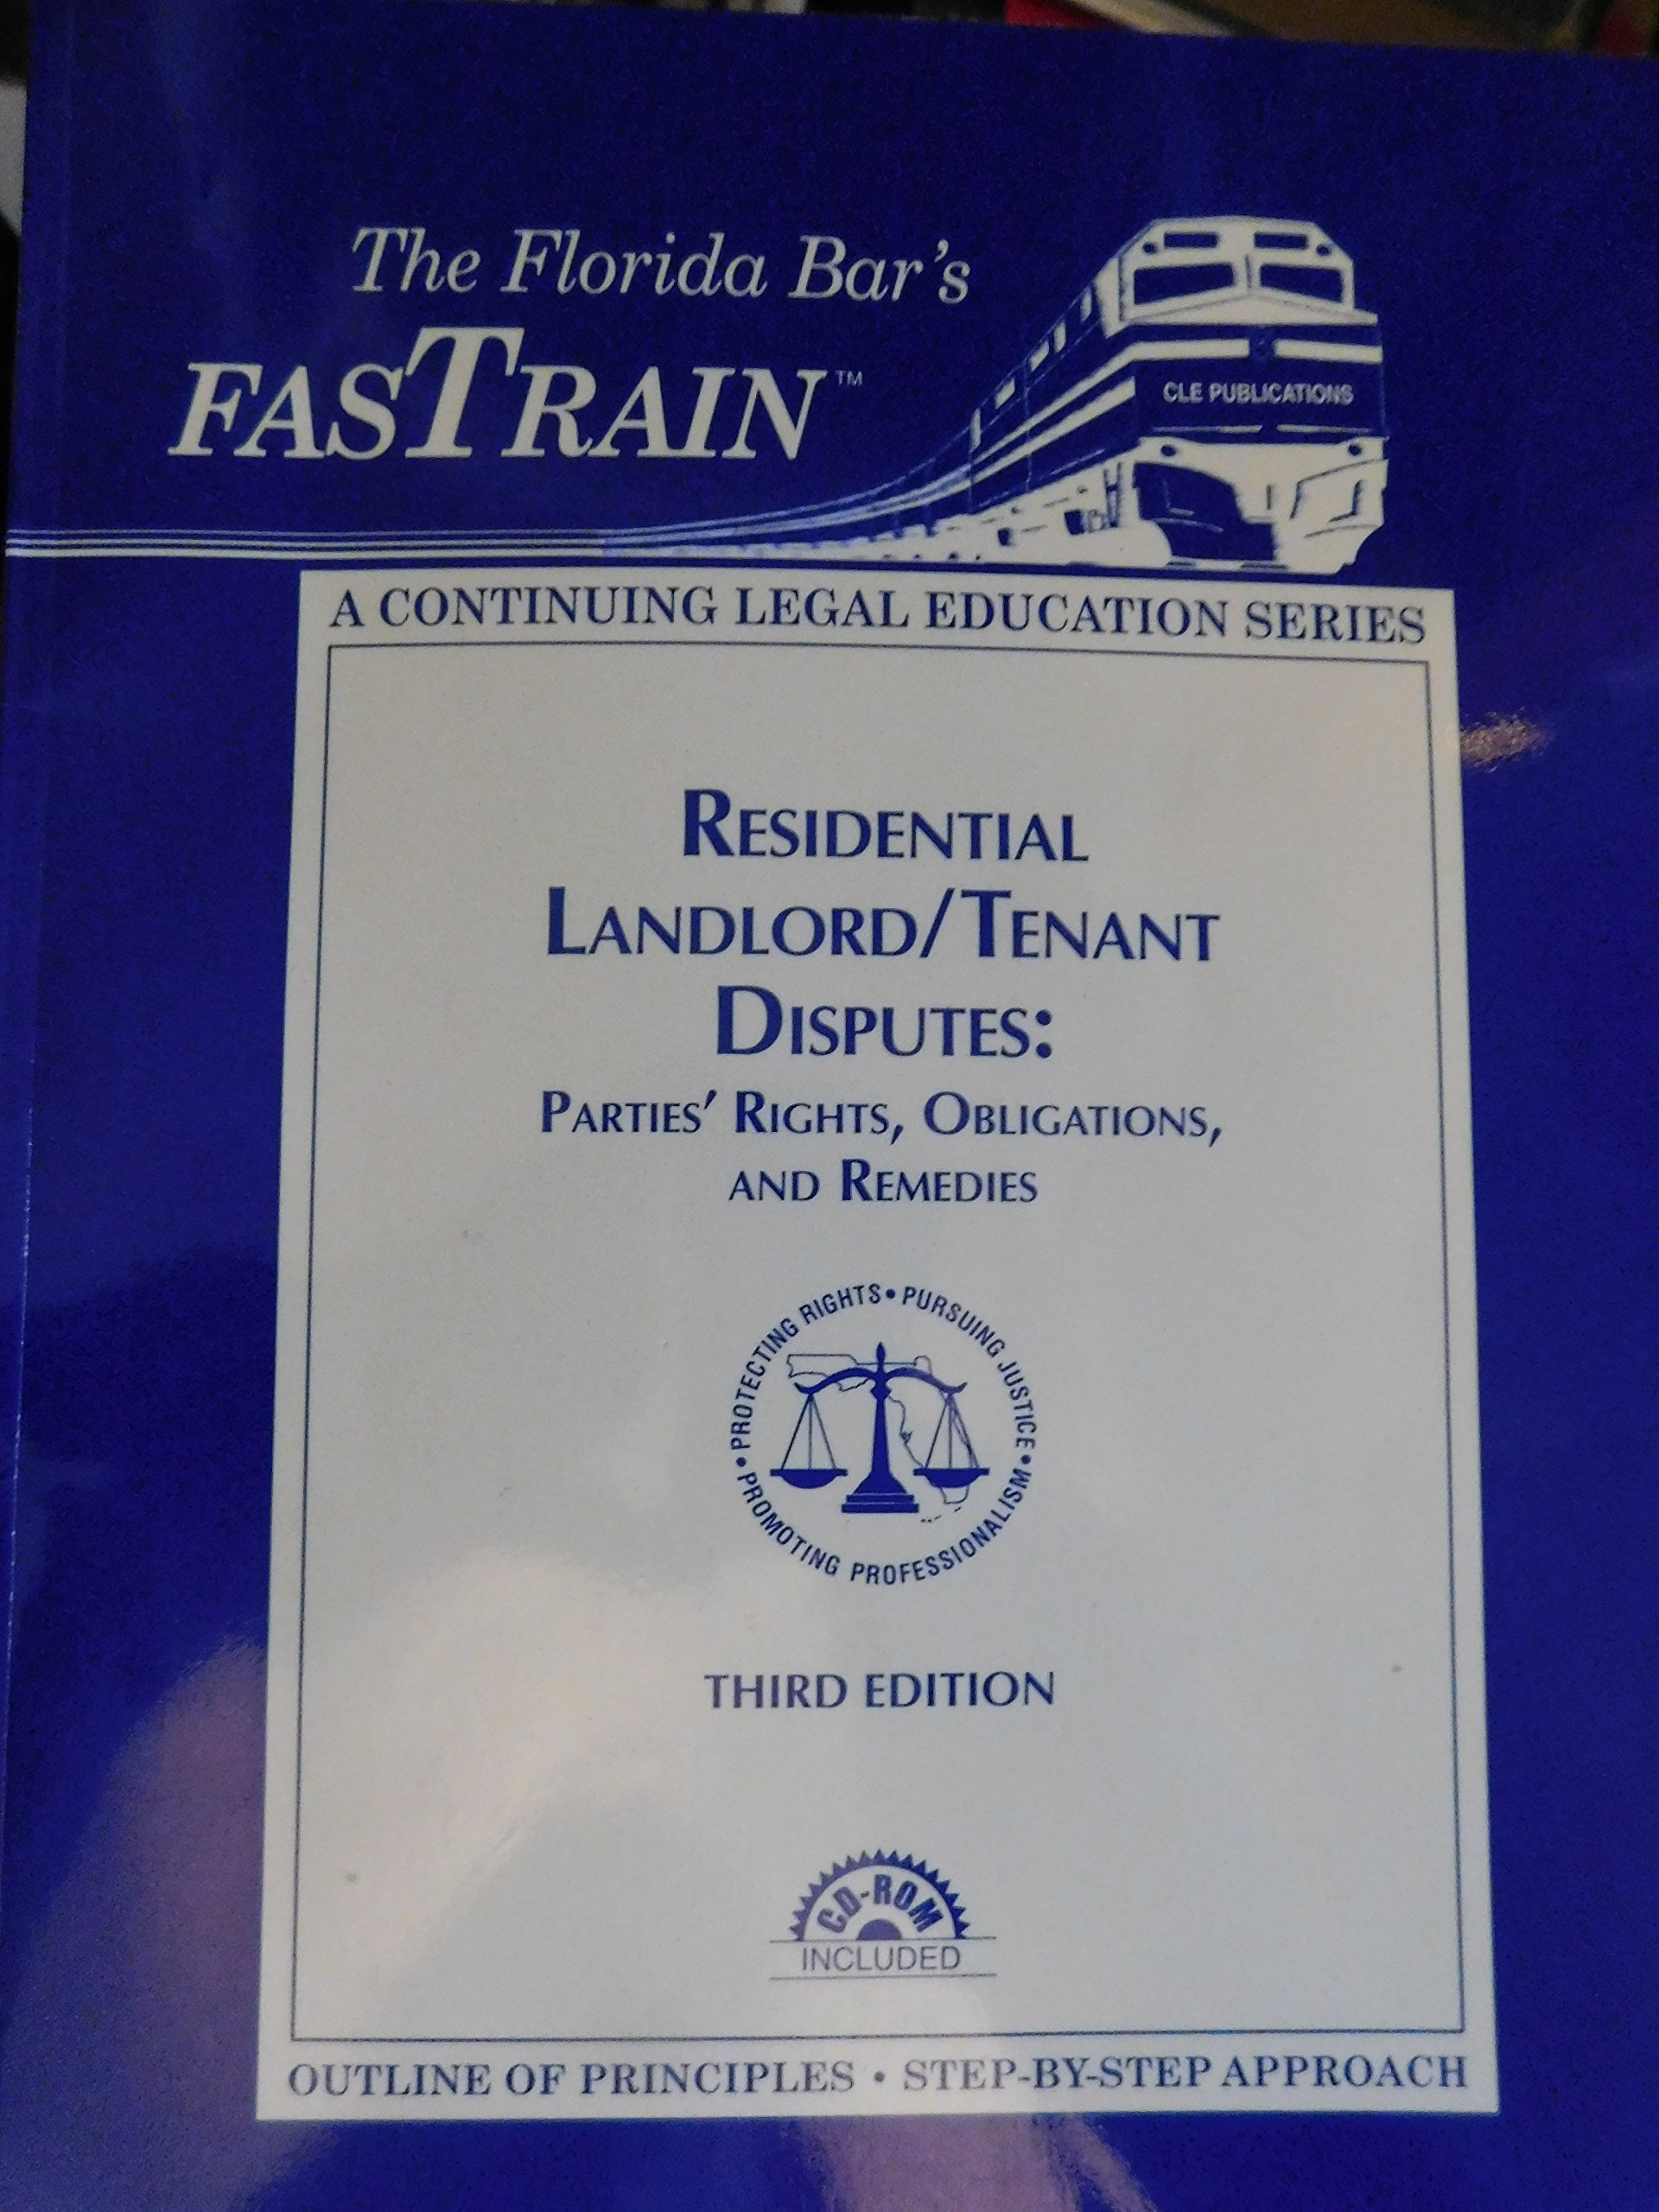 The Florida Bar's
FASTRAIN™
CLE PUBLICATIONS
A CONTINUING LEGAL EDUCATION SERIES
RESIDENTIAL
LANDLORD/TENANT
DISPUTES:
PARTIES' RIGHTS, OBLIGATIONS,
AND REMEDIES
• PROTECTING RIGHTS • PURSUING JUSTICE •
PROMOTING PROFESSIONALISM
THIRD EDITION
CD-ROM
INCLUDED
OUTLINE OF PRINCIPLES • STEP-BY-STEP APPROACH